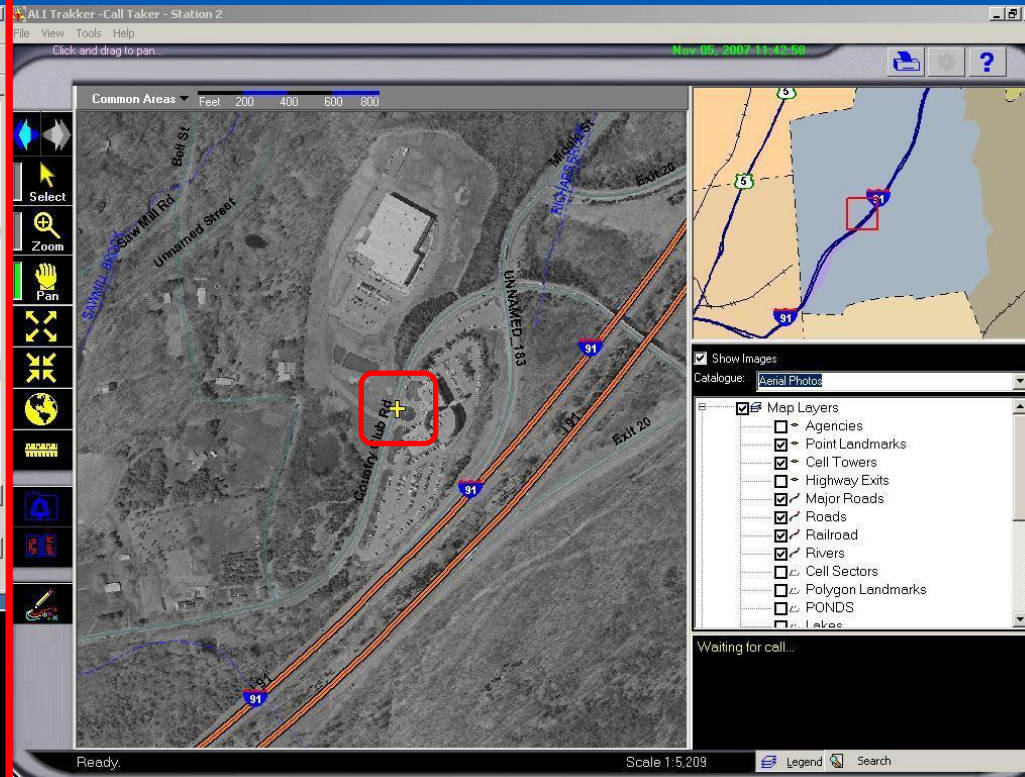 ALI Trakker -Call Taker - Station 2
File View Tools Help
Click and drag to pan...
Nov 05, 2007 11:42:58
?
Common Areas
Feet 200 400 600 800
Select
Zoom
Pan
Bell St
Saw Mill Rd
Unnamed Street
SAWMILL BROOK
Middle St
Exit 20
UNNAMED_183
91
Country Club Rd
I 91
Exit 20
91
91
5
5
91
91
Show Images
Catalogue: Aerial Photos
Map Layers
Agencies
Point Landmarks
Cell Towers
Highway Exits
Major Roads
Roads
Railroad
Rivers
Cell Sectors
Polygon Landmarks
PONDS
Lakes
Waiting for call...
Ready.
Scale 1:5,209
Legend
Search